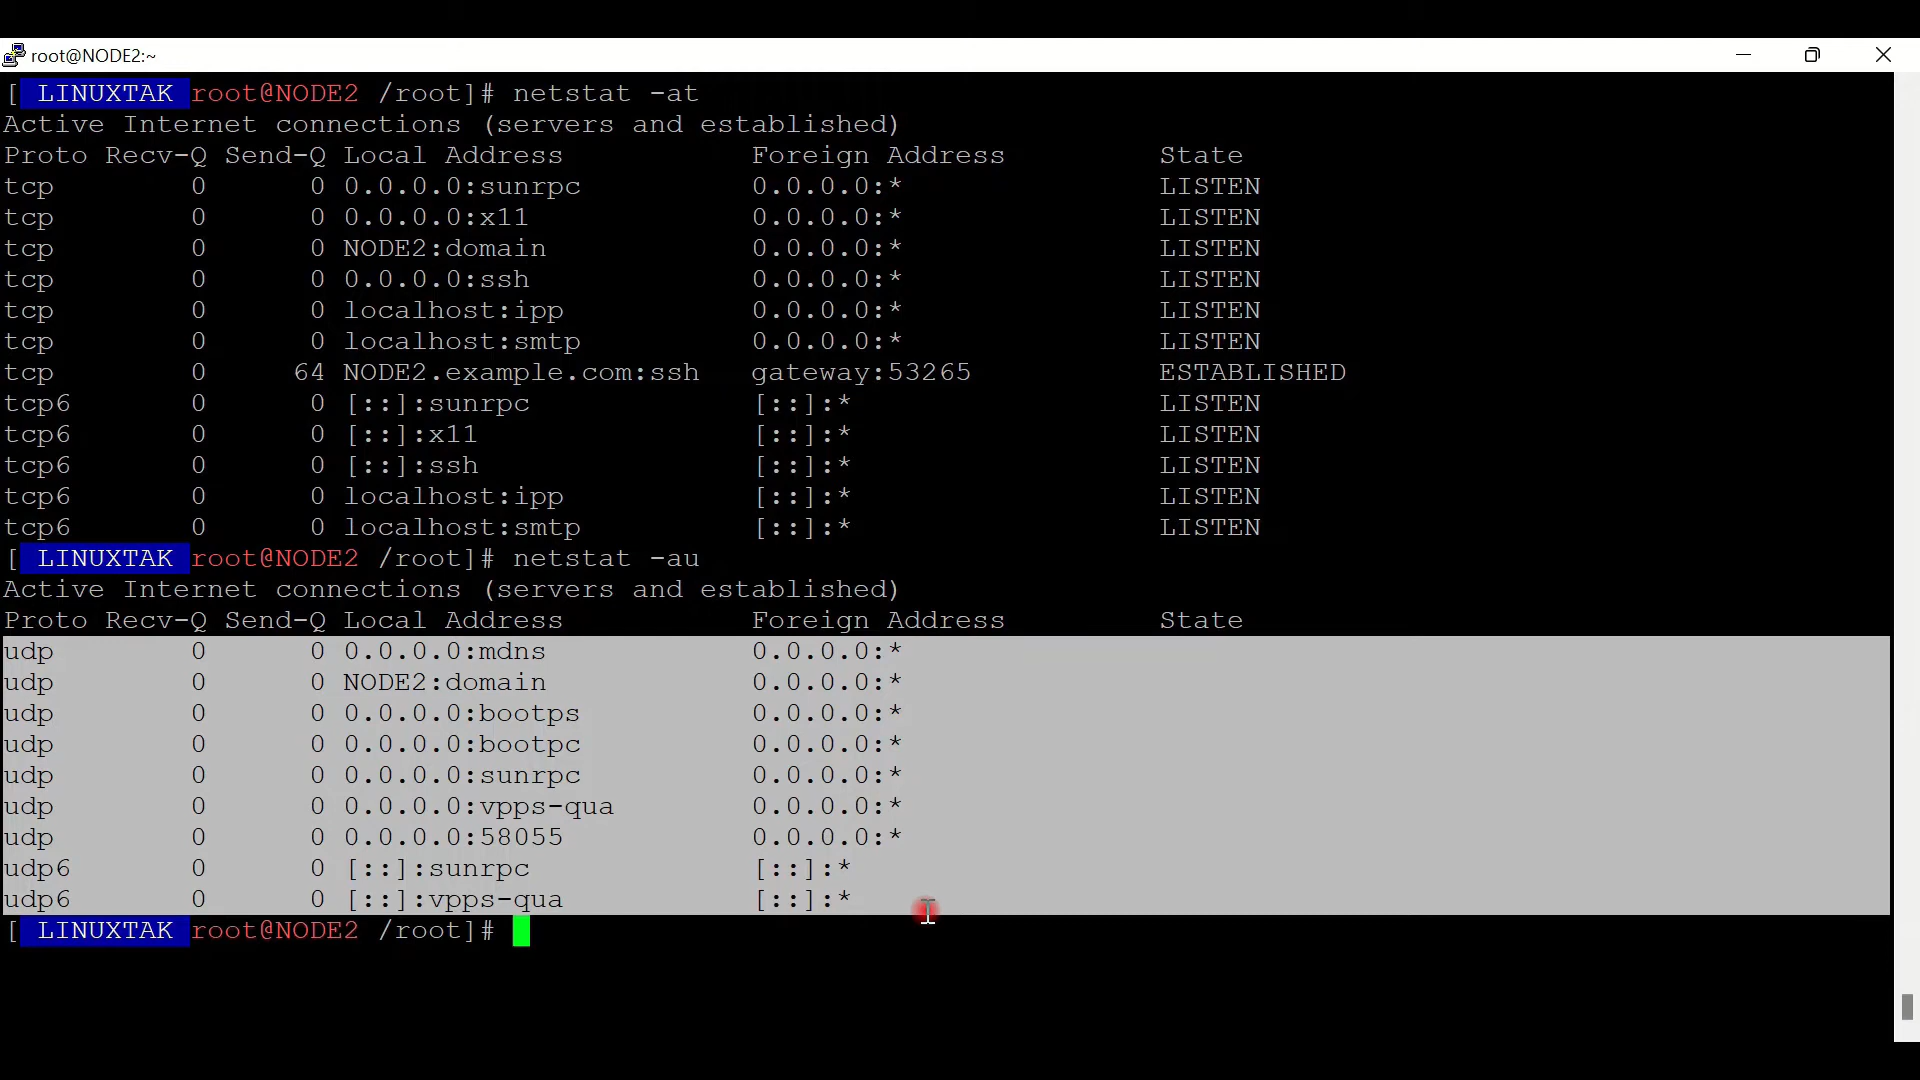 root@NODE2:~
[ LINUXTAK root@NODE2 /root]# netstat -at
Active Internet connections (servers and established)
Proto Recv-Q Send-Q Local Address           Foreign Address         State
tcp        0      0 0.0.0.0:sunrpc          0.0.0.0:*               LISTEN
tcp        0      0 0.0.0.0:x11             0.0.0.0:*               LISTEN
tcp        0      0 NODE2:domain            0.0.0.0:*               LISTEN
tcp        0      0 0.0.0.0:ssh             0.0.0.0:*               LISTEN
tcp        0      0 localhost:ipp           0.0.0.0:*               LISTEN
tcp        0      0 localhost:smtp          0.0.0.0:*               LISTEN
tcp        0     64 NODE2.example.com:ssh   gateway:53265           ESTABLISHED
tcp6       0      0 [::]:sunrpc             [::]:*                  LISTEN
tcp6       0      0 [::]:x11                [::]:*                  LISTEN
tcp6       0      0 [::]:ssh                [::]:*                  LISTEN
tcp6       0      0 localhost:ipp           [::]:*                  LISTEN
tcp6       0      0 localhost:smtp          [::]:*                  LISTEN
[ LINUXTAK root@NODE2 /root]# netstat -au
Active Internet connections (servers and established)
Proto Recv-Q Send-Q Local Address           Foreign Address         State
udp        0      0 0.0.0.0:mdns            0.0.0.0:*
udp        0      0 NODE2:domain            0.0.0.0:*
udp        0      0 0.0.0.0:bootps          0.0.0.0:*
udp        0      0 0.0.0.0:bootpc          0.0.0.0:*
udp        0      0 0.0.0.0:sunrpc          0.0.0.0:*
udp        0      0 0.0.0.0:vpps-qua        0.0.0.0:*
udp        0      0 0.0.0.0:58055           0.0.0.0:*
udp6       0      0 [::]:sunrpc             [::]:*
udp6       0      0 [::]:vpps-qua           [::]:*
[ LINUXTAK root@NODE2 /root]#